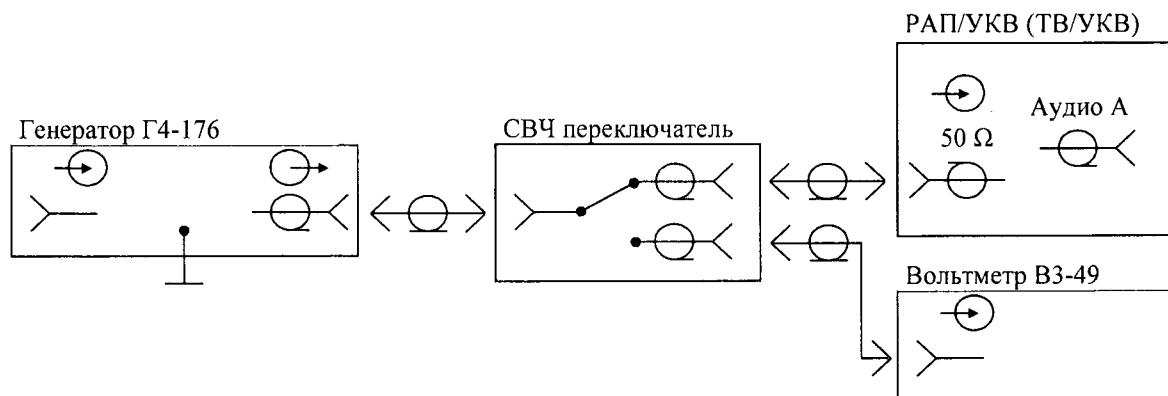 РАП/УКВ (ТВ/УКВ)
Аудио А
50 Ω
Генератор Г4-176
СВЧ переключатель
Вольтметр В3-49